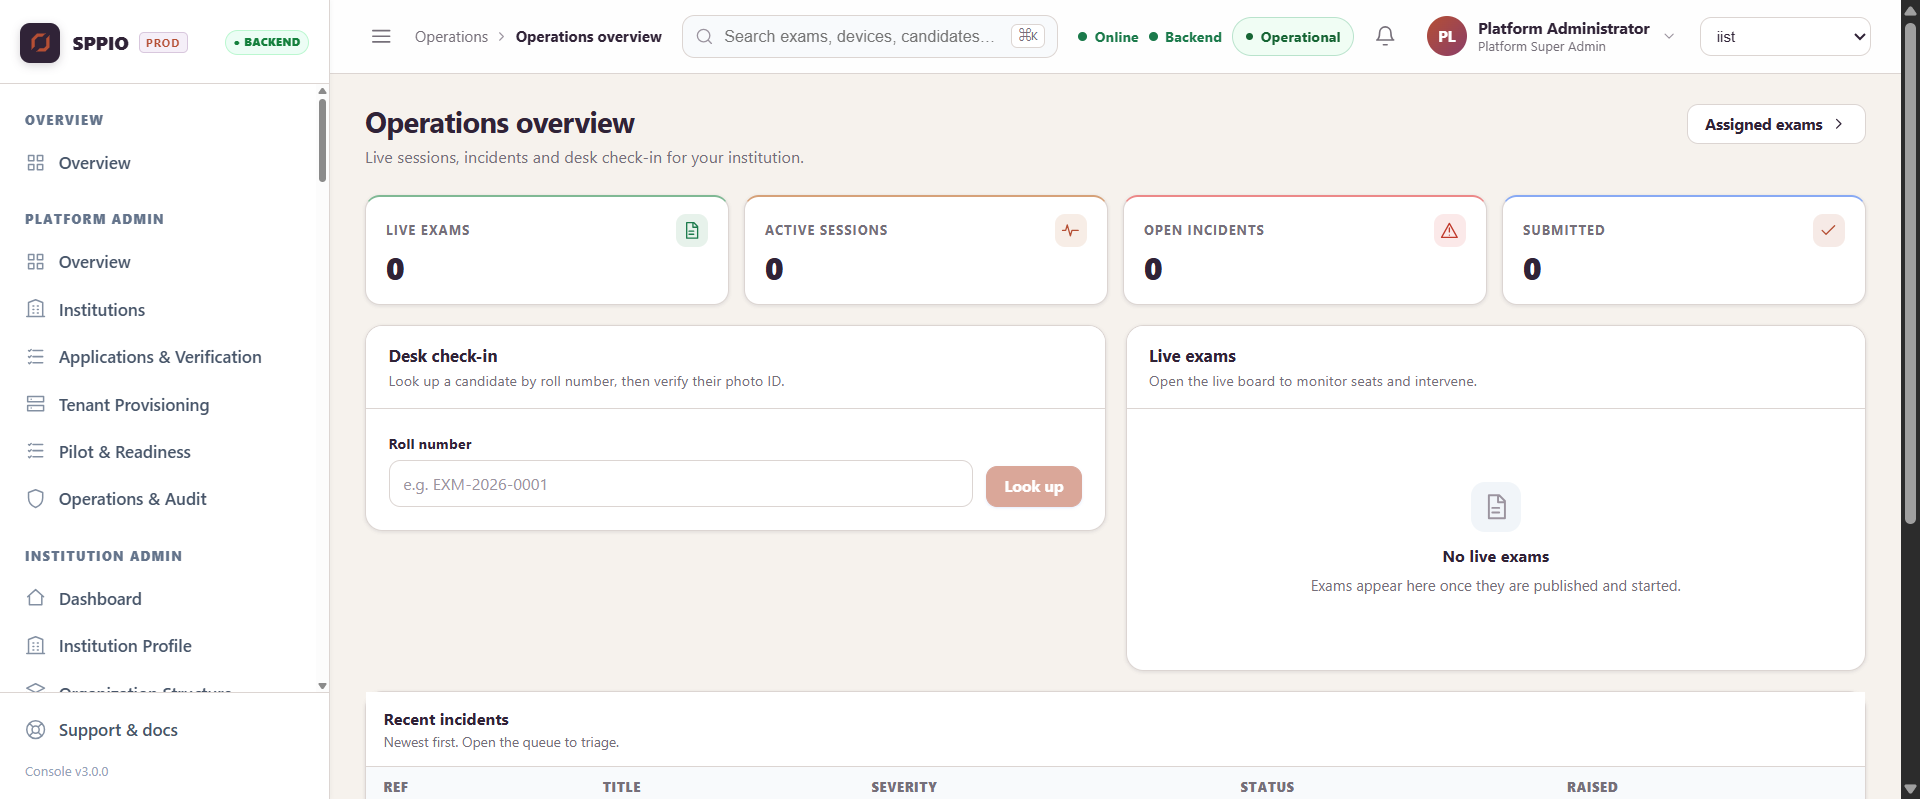 SPPIO PROD
BACKEND
OVERVIEW
Overview
PLATFORM ADMIN
Overview
Institutions
Applications & Verification
Tenant Provisioning
Pilot & Readiness
Operations & Audit
INSTITUTION ADMIN
Dashboard
Institution Profile
Organization Structure
Support & docs
Console v3.0.0
Operations > Operations overview
Search exams, devices, candidates… ⌘K
Online Backend Operational
PL
Platform Administrator
Platform Super Admin
iist
Operations overview
Live sessions, incidents and desk check-in for your institution.
Assigned exams
LIVE EXAMS
0
ACTIVE SESSIONS
0
OPEN INCIDENTS
0
SUBMITTED
0
Desk check-in
Look up a candidate by roll number, then verify their photo ID.
Roll number
e.g. EXM-2026-0001
Look up
Live exams
Open the live board to monitor seats and intervene.
No live exams
Exams appear here once they are published and started.
Recent incidents
Newest first. Open the queue to triage.
REF TITLE SEVERITY STATUS RAISED